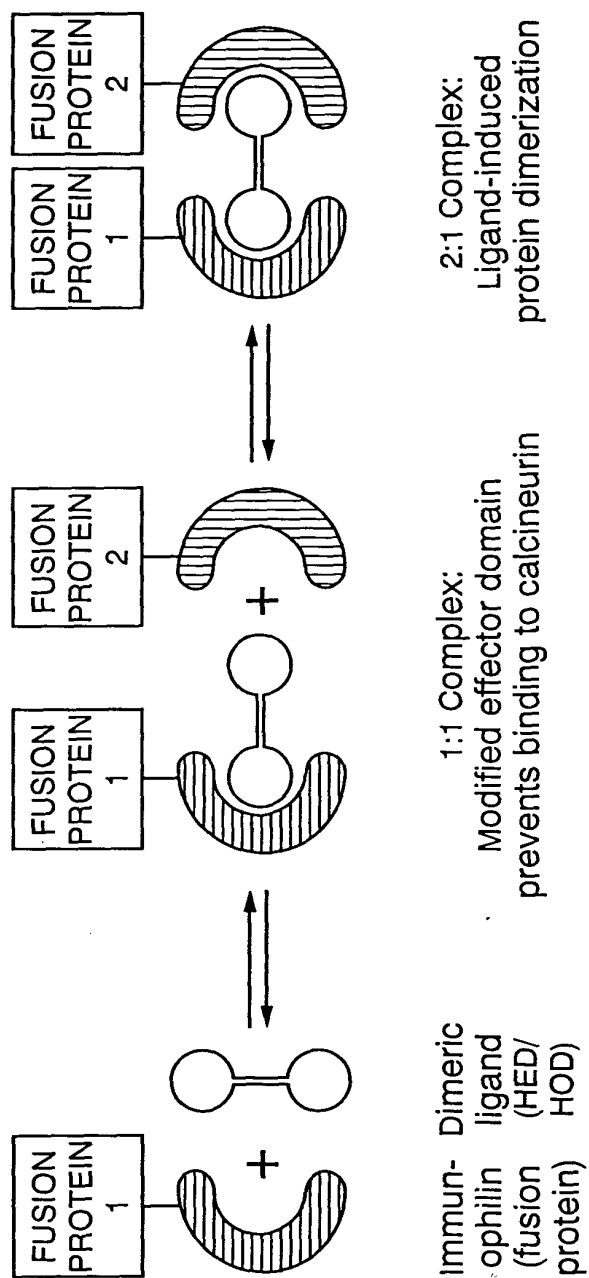 FUSION
PROTEIN
1
FUSION
PROTEIN
1
FUSION
PROTEIN
2
FUSION
PROTEIN
1
FUSION
PROTEIN
2
+
+
Immun-
ophilin
(fusion
protein)
Dimeric
ligand
(HED/
HOD)
1:1 Complex:
Modified effector domain
prevents binding to calcineurin
2:1 Complex:
Ligand-induced
protein dimerization